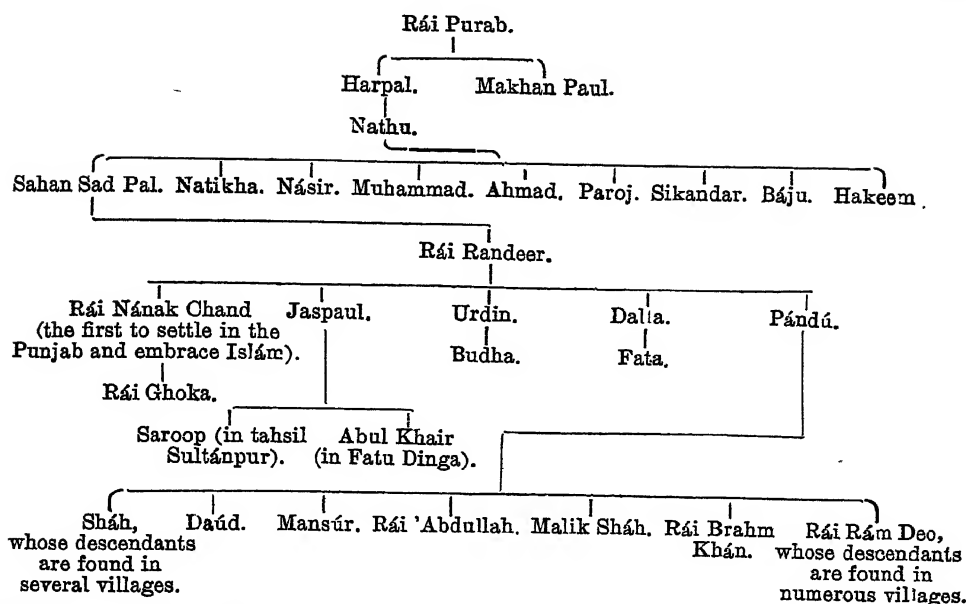 Rái Purab.
Harpal. Makhan Paul.
Nathu.
Sahan Sad Pal. Natikha. Násir. Muhammad. Ahmad. Paroj. Sikandar. Báju. Hakeem.
Rái Randeer.
Rái Nának Chand
(the first to settle in the
Punjab and embrace Islám).
Jaspaul. Urdin. Dalla. Pándú.
Budha. Fata.
Rái Ghoka.
Saroop (in tahsil
Sultánpur).
Abul Khair
(in Fatu Dinga).
Sháh,
whose descendants
are found in
several villages.
Daúd. Mansúr. Rái 'Abdullah. Malik Sháh. Rái Brahm
Khán.
Rái Rám Deo,
whose descendants
are found in
numerous villages.